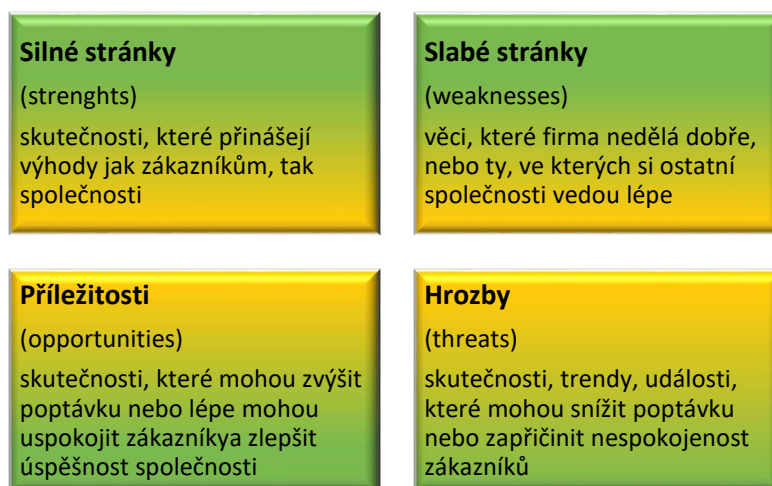 Silné stránky
(strenghts)
skutečnosti, které přinášejí
výhody jak zákazníkům, tak
společnosti
Slabé stránky
(weaknesses)
věci, které firma nedělá dobře,
nebo ty, ve kterých si ostatní
společnosti vedou lépe
Příležitosti
(opportunities)
skutečnosti, které mohou zvýšit
poptávku nebo lépe mohou
uspokojit zákazníkya zlepšit
úspěšnost společnosti
Hrozby
(threats)
skutečnosti, trendy, události,
které mohou snížit poptávku
nebo zapřičinit nespokojenost
zákazníků